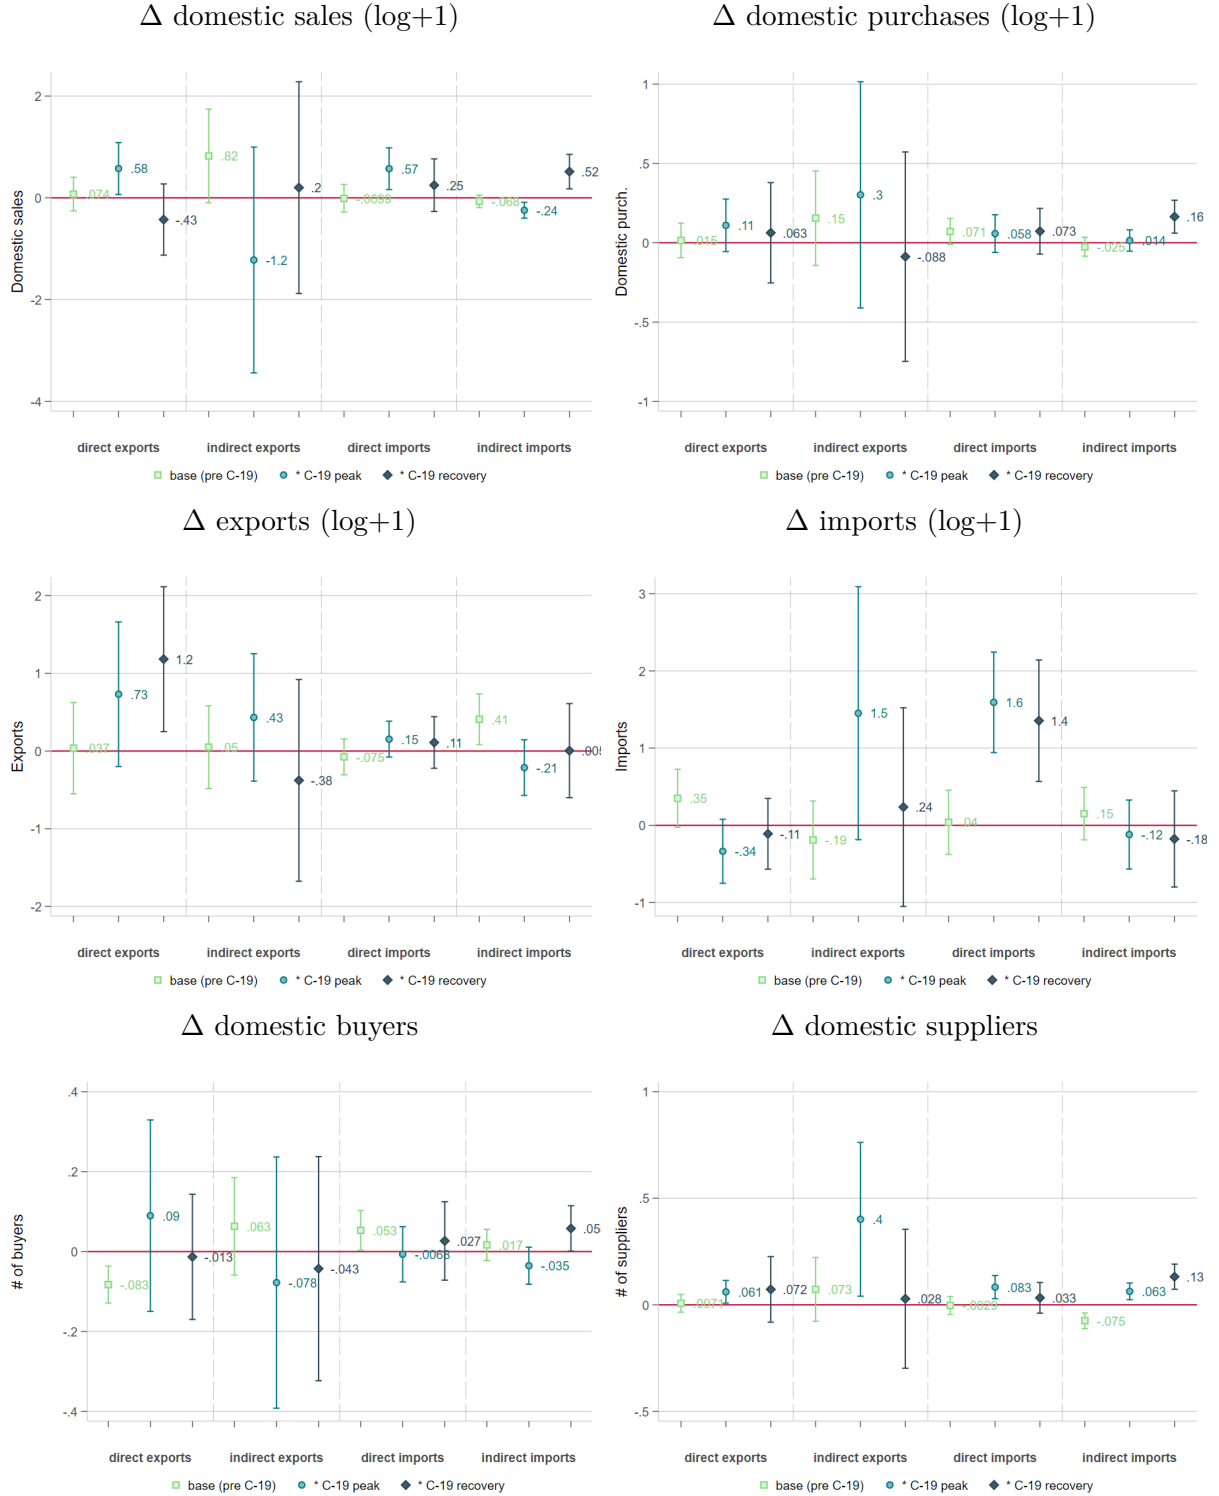 Δ domestic sales (log+1)
Δ domestic purchases (log+1)
Domestic sales
2
0
-2
-4
.074
.58
-.43
.82
-1.2
.2
-.0099
.57
.25
-.068
-.24
.52
direct exports
indirect exports
direct imports
indirect imports
base (pre C-19)
* C-19 peak
* C-19 recovery
Domestic purch.
1
.5
0
-.5
-1
.015
.11
.063
.15
.3
-.088
.071
.058
.073
-.025
.014
.16
direct exports
indirect exports
direct imports
indirect imports
base (pre C-19)
* C-19 peak
* C-19 recovery
Δ exports (log+1)
Δ imports (log+1)
Exports
2
1
0
-1
-2
.037
.73
1.2
.05
.43
-.38
-.075
.15
.11
.41
-.21
direct exports
indirect exports
direct imports
indirect imports
base (pre C-19)
* C-19 peak
* C-19 recovery
Imports
3
2
1
0
-1
.35
-.34
-.11
-.19
1.5
.24
.04
1.6
1.4
.15
-.12
-.18
direct exports
indirect exports
direct imports
indirect imports
base (pre C-19)
* C-19 peak
* C-19 recovery
Δ domestic buyers
Δ domestic suppliers
# of buyers
.4
.2
0
-.2
-.4
-.083
.09
-.013
.063
-.078
-.043
.053
-.0068
.027
.017
-.035
.05
direct exports
indirect exports
direct imports
indirect imports
base (pre C-19)
* C-19 peak
* C-19 recovery
# of suppliers
1
.5
0
-.5
.0071
.061
.072
.073
.4
.028
-.0029
.083
.033
-.075
.063
.13
direct exports
indirect exports
direct imports
indirect imports
base (pre C-19)
* C-19 peak
* C-19 recovery